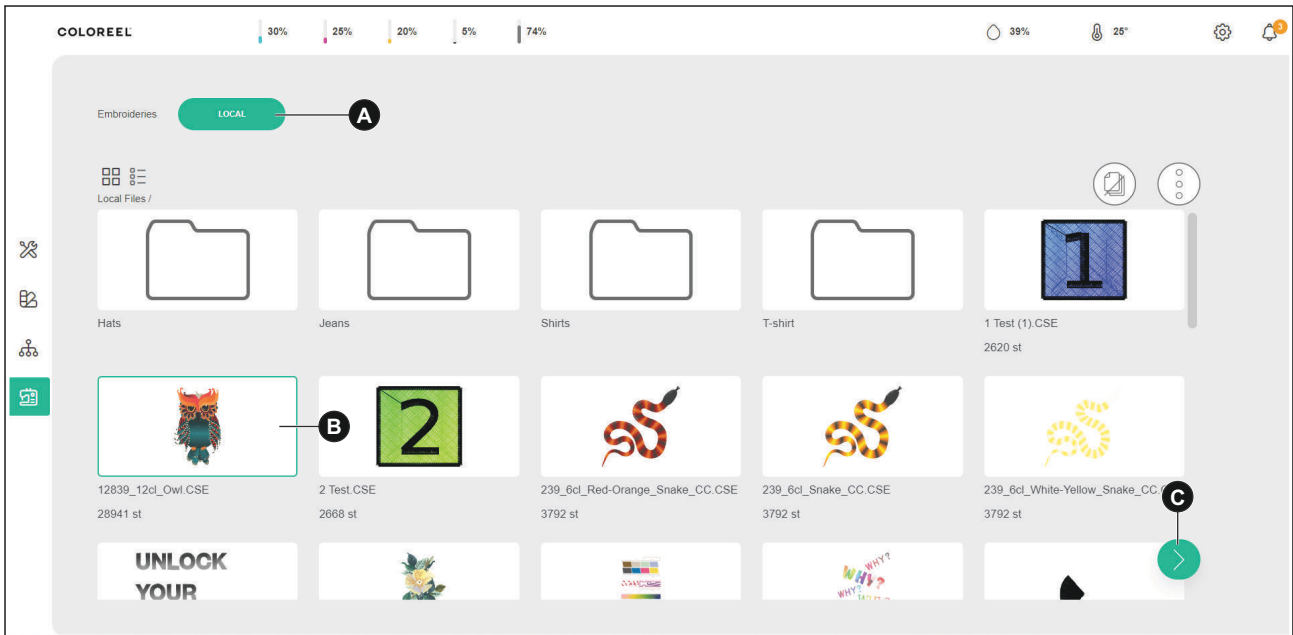 COLOREEL
30%
25%
20%
5%
74%
39%
25°
3
Embroideries
LOCAL
A
Local Files /
Hats
Jeans
Shirts
T-shirt
1
1 Test (1).CSE
2620 st
B
2
12839_12cl_Owl.CSE
2 Test.CSE
239_6cl_Red-Orange_Snake_CC.CSE
239_6cl_Snake_CC.CSE
239_6cl_White-Yellow_Snake_CC.
C
28941 st
2668 st
3792 st
3792 st
3792 st
UNLOCK
YOUR
WHY?
WHY?
WHY?